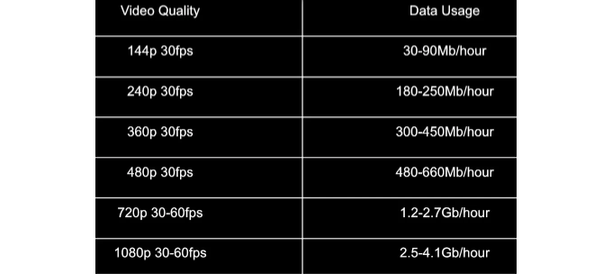 Video Quality Data Usage
144p 30fps 30-90Mb/hour
240p 30fps 180-250Mb/hour
360p 30fps 300-450Mb/hour
480p 30fps 480-660Mb/hour
720p 30-60fps 1.2-2.7Gb/hour
1080p 30-60fps 2.5-4.1Gb/hour